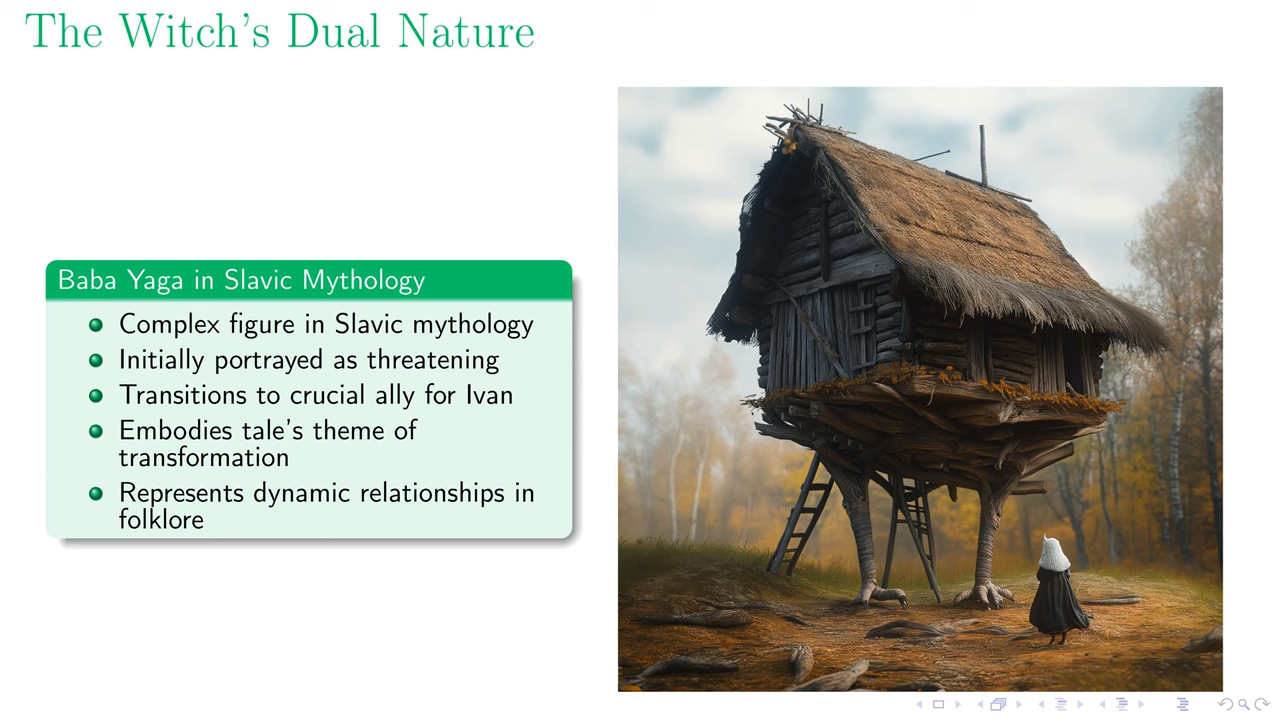 The Witch's Dual Nature
Baba Yaga in Slavic Mythology
Complex figure in Slavic mythology
Initially portrayed as threatening
Transitions to crucial ally for Ivan
Embodies tale's theme of
transformation
Represents dynamic relationships in
folklore